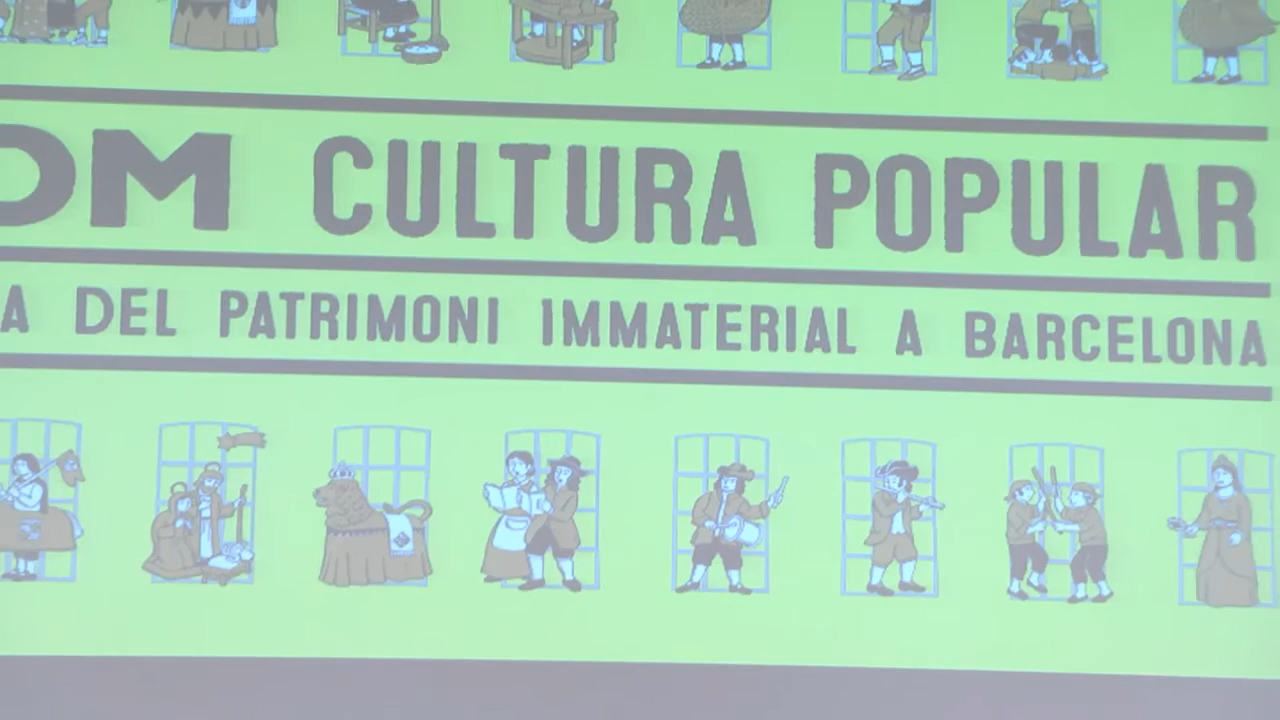 OM CULTURA POPULAR
A DEL PATRIMONI IMMATERIAL A BARCELONA